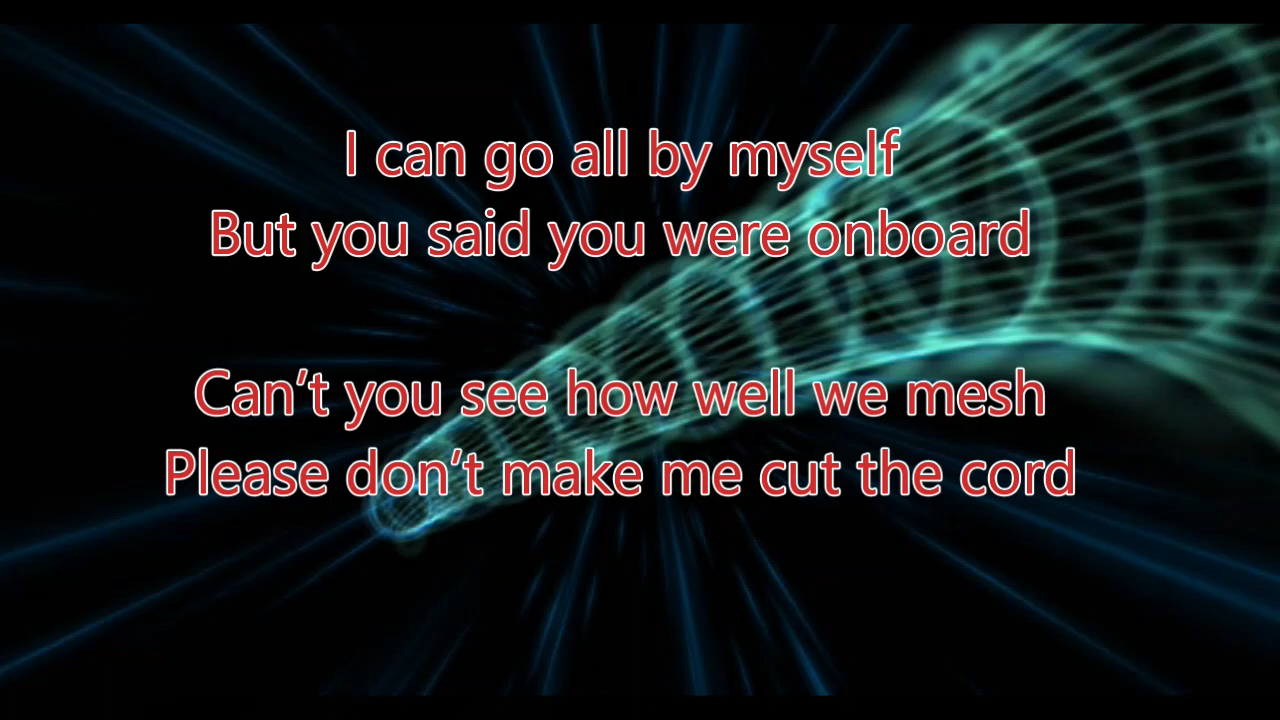 I can go all by myself
But you said you were onboard
Can’t you see how well we mesh
Please don’t make me cut the cord